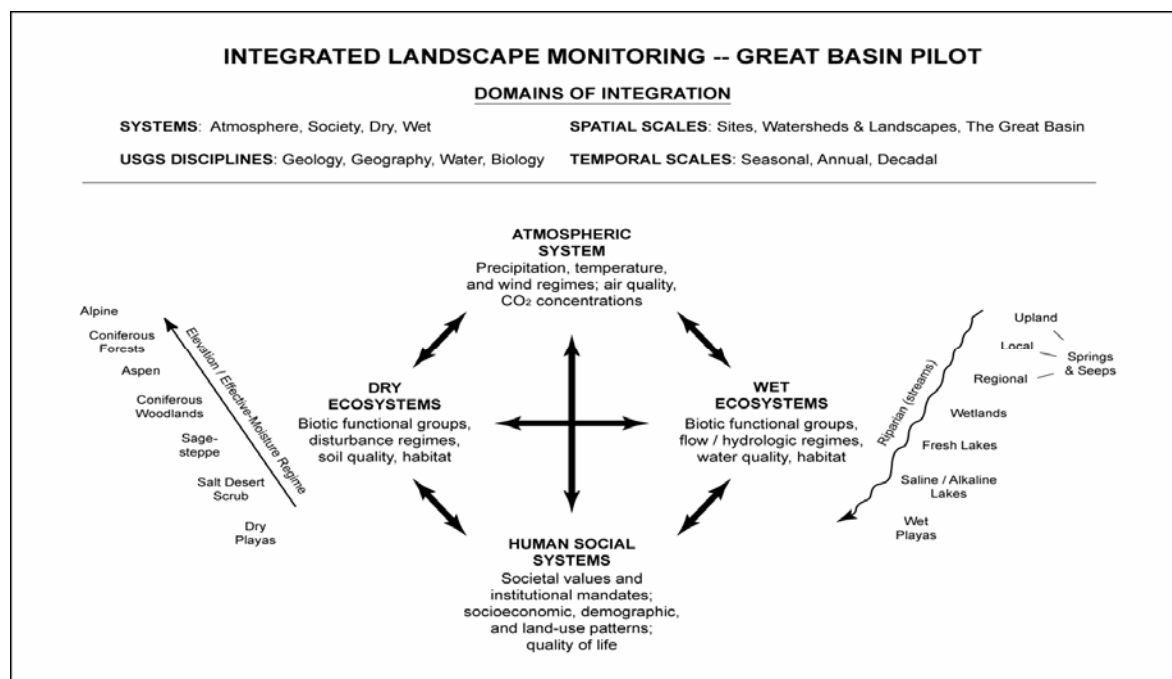 INTEGRATED LANDSCAPE MONITORING -- GREAT BASIN PILOT
DOMAINS OF INTEGRATION
SYSTEMS: Atmosphere, Society, Dry, Wet
SPATIAL SCALES: Sites, Watersheds & Landscapes, The Great Basin
USGS DISCIPLINES: Geology, Geography, Water, Biology
TEMPORAL SCALES: Seasonal, Annual, Decadal
ATMOSPHERIC
SYSTEM
Precipitation, temperature,
and wind regimes; air quality,
CO₂ concentrations
Alpine
Coniferous
Forests
Aspen
Coniferous
Woodlands
Sage-
steppe
Salt Desert
Scrub
Dry
Playas
Elevation / Effective-Moisture Regime
DRY
ECOSYSTEMS
Biotic functional groups,
disturbance regimes,
soil quality, habitat
WET
ECOSYSTEMS
Biotic functional groups,
flow / hydrologic regimes,
water quality, habitat
Riparian (streams)
Upland
Local
Regional
Springs
& Seeps
Wetlands
Fresh Lakes
Saline / Alkaline
Lakes
Wet
Playas
HUMAN SOCIAL
SYSTEMS
Societal values and
institutional mandates;
socioeconomic, demographic,
and land-use patterns;
quality of life